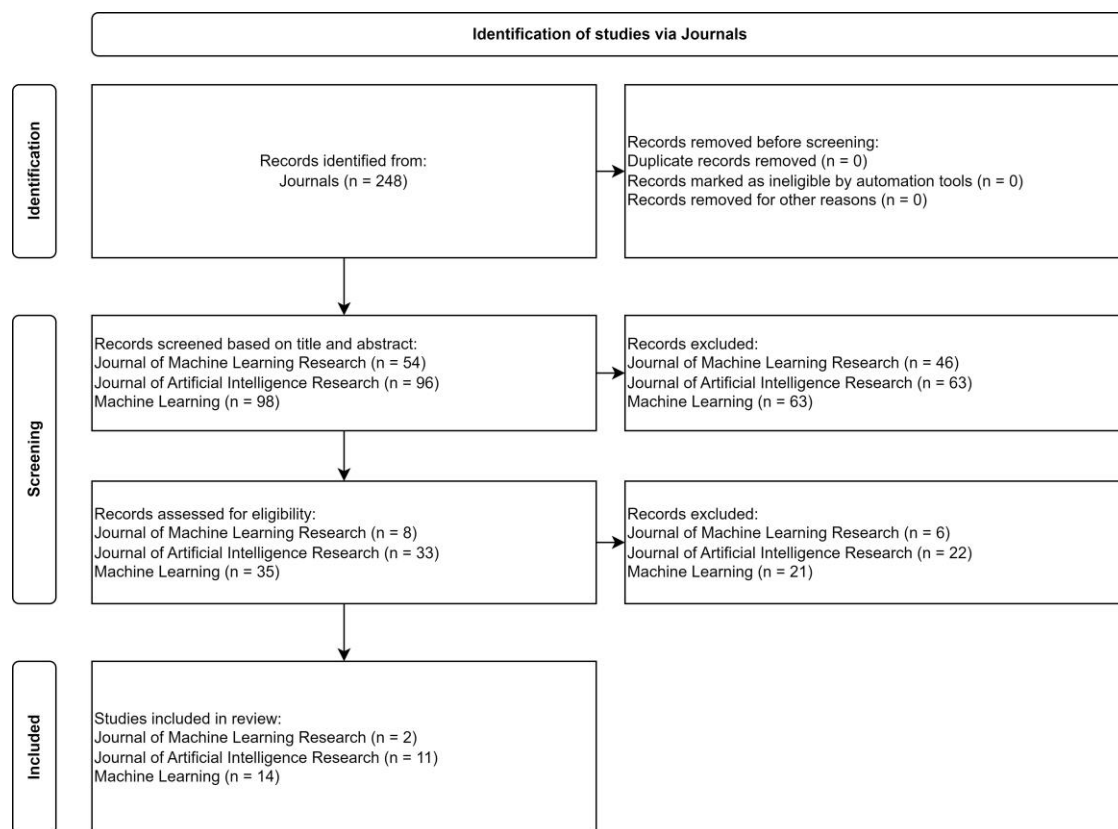 Identification of studies via Journals
Identification
Records identified from:
Journals (n = 248)
Records removed before screening:
Duplicate records removed (n = 0)
Records marked as ineligible by automation tools (n = 0)
Records removed for other reasons (n = 0)
Screening
Records screened based on title and abstract:
Journal of Machine Learning Research (n = 54)
Journal of Artificial Intelligence Research (n = 96)
Machine Learning (n = 98)
Records excluded:
Journal of Machine Learning Research (n = 46)
Journal of Artificial Intelligence Research (n = 63)
Machine Learning (n = 63)
Records assessed for eligibility:
Journal of Machine Learning Research (n = 8)
Journal of Artificial Intelligence Research (n = 33)
Machine Learning (n = 35)
Records excluded:
Journal of Machine Learning Research (n = 6)
Journal of Artificial Intelligence Research (n = 22)
Machine Learning (n = 21)
Included
Studies included in review:
Journal of Machine Learning Research (n = 2)
Journal of Artificial Intelligence Research (n = 11)
Machine Learning (n = 14)